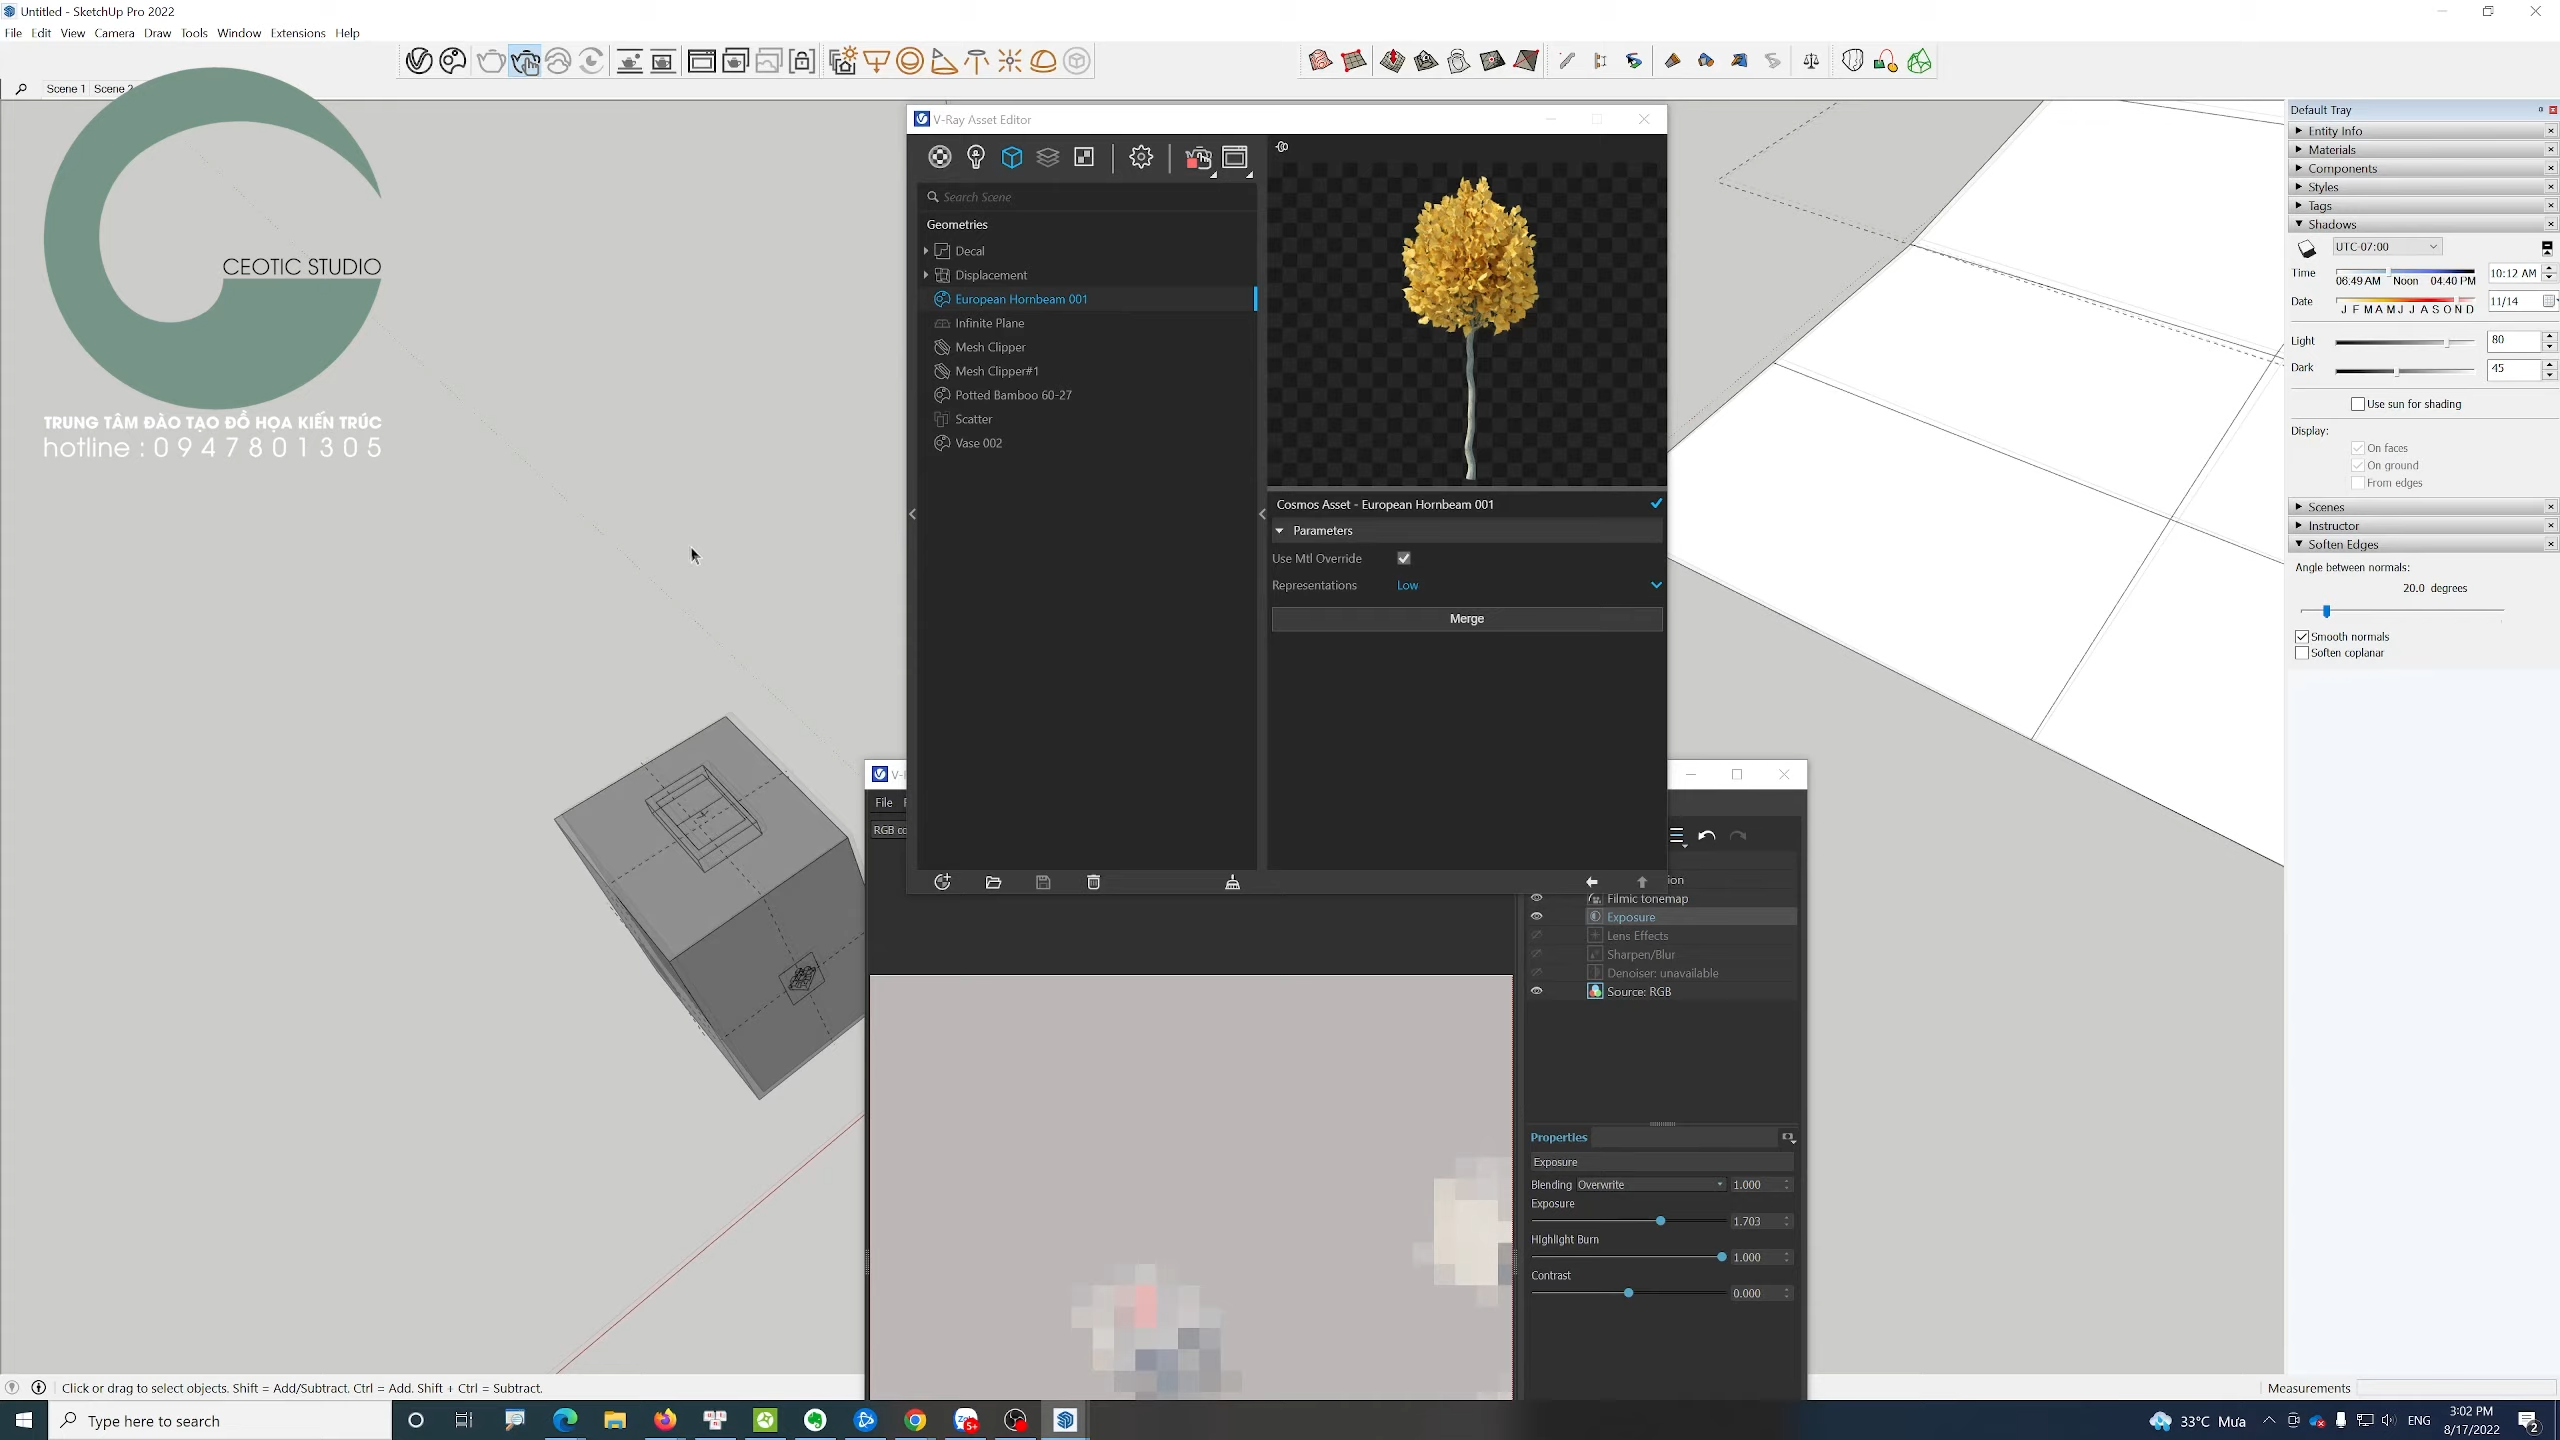 Untitled - SketchUp Pro 2022
File Edit View Camera Draw Tools Window Extensions Help
Scene 1 Scene 2
CEOTIC STUDIO
TRUNG TÂM ĐÀO TẠO ĐỒ HỌA KIẾN TRÚC
hotline : 0 9 4 7 8 0 1 3 0 5
V-Ray Asset Editor
Search Scene
Geometries
Decal
Displacement
European Hornbeam 001
Infinite Plane
Mesh Clipper
Mesh Clipper#1
Potted Bamboo 60-27
Scatter
Vase 002
Cosmos Asset - European Hornbeam 001
Parameters
Use Mtl Override
Representations Low
Merge
File
RGB co
Filmic tonemap
Exposure
Lens Effects
Sharpen/Blur
Denoiser: unavailable
Source: RGB
Properties
Exposure
Blending Overwrite 1.000
Exposure
1.703
Highlight Burn
1.000
Contrast
0.000
Default Tray
Entity Info
Materials
Components
Styles
Tags
Shadows
UTC-07:00
Time 10:12 AM
06:49 AM Noon 04:40 PM
Date 11/14
J F M A M J J A S O N D
Light 80
Dark 45
Use sun for shading
Display:
On faces
On ground
From edges
Scenes
Instructor
Soften Edges
Angle between normals:
20.0 degrees
Smooth normals
Soften coplanar
Click or drag to select objects. Shift = Add/Subtract. Ctrl = Add. Shift + Ctrl = Subtract.
Measurements
Type here to search
33°C Mưa
ENG
3:02 PM
8/17/2022
2